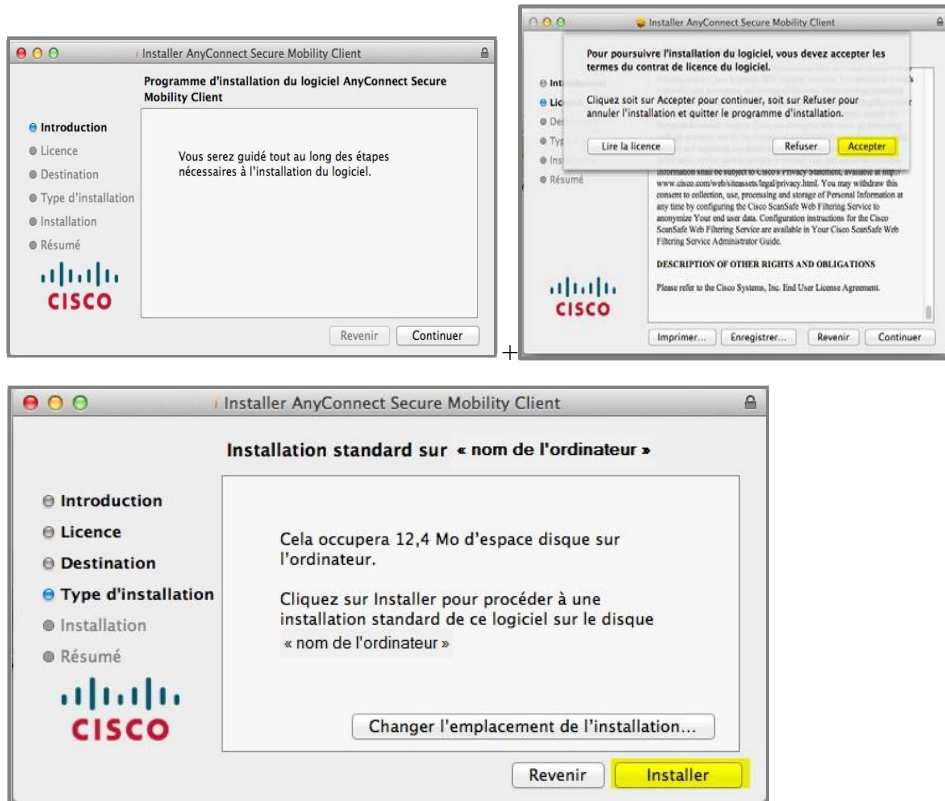 Installer AnyConnect Secure Mobility Client
Programme d'installation du logiciel AnyConnect Secure
Mobility Client
Introduction
Licence
Destination
Type d'installation
Installation
Résumé
Vous serez guidé tout au long des étapes
nécessaires à l'installation du logiciel.
CISCO
Revenir
Continuer
+
Installer AnyConnect Secure Mobility Client
Pour poursuivre l'installation du logiciel, vous devez accepter les
termes du contrat de licence du logiciel.
Cliquez soit sur Accepter pour continuer, soit sur Refuser pour
annuler l'installation et quitter le programme d'installation.
Lire la licence
Refuser
Accepter
Résumé
information shall be subject to Cisco's Privacy Statement, available at http://
www.cisco.com/web/siteassets/legal/privacy.html. You may withdraw this
consent to collection, use, processing and storage of Personal Information at
any time by configuring the Cisco ScanSafe Web Filtering Service to
anonymize Your end user data. Configuration instructions for the Cisco
ScanSafe Web Filtering Service are available in Your Cisco ScanSafe Web
Filtering Service Administrator Guide.
DESCRIPTION OF OTHER RIGHTS AND OBLIGATIONS
Please refer to the Cisco Systems, Inc. End User License Agreement.
CISCO
Imprimer...
Enregistrer...
Revenir
Continuer
Installer AnyConnect Secure Mobility Client
Installation standard sur « nom de l'ordinateur »
Introduction
Licence
Destination
Type d'installation
Installation
Résumé
Cela occupera 12,4 Mo d'espace disque sur
l'ordinateur.
Cliquez sur Installer pour procéder à une
installation standard de ce logiciel sur le disque
« nom de l'ordinateur »
CISCO
Changer l'emplacement de l'installation...
Revenir
Installer